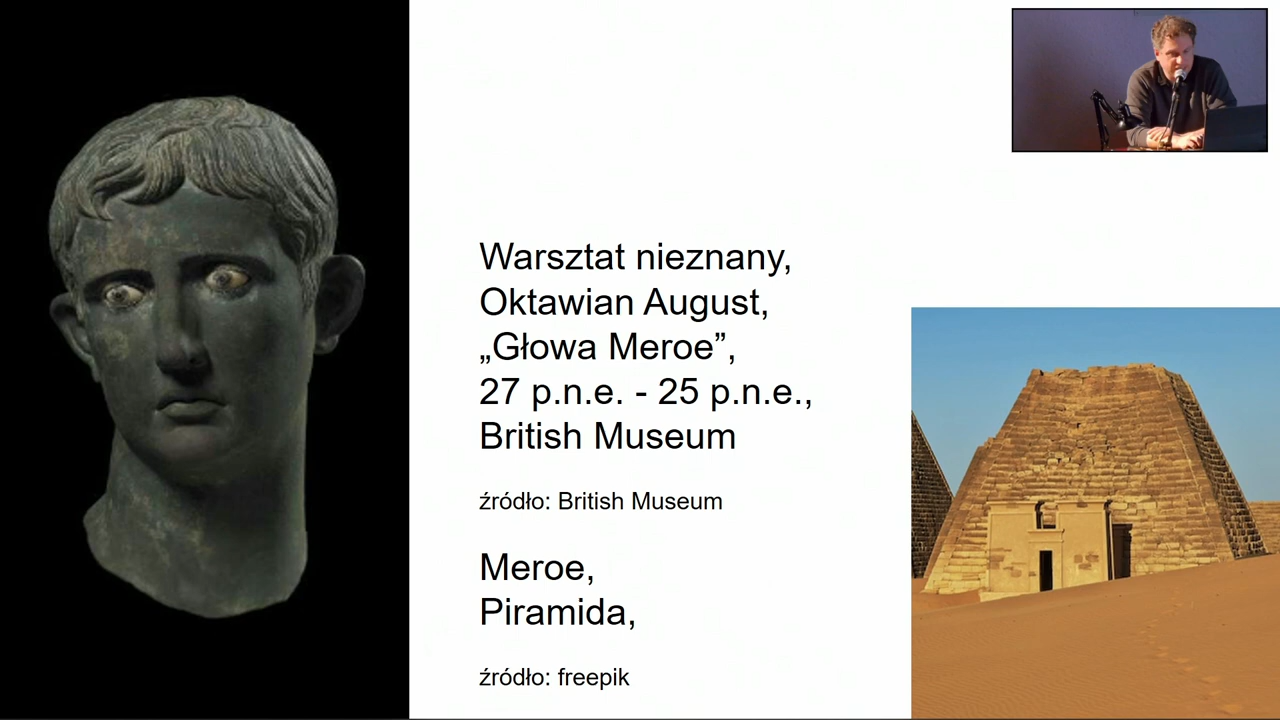 Warsztat nieznany,
Oktawian August,
„Głowa Meroe”,
27 p.n.e. - 25 p.n.e.,
British Museum
źródło: British Museum
Meroe,
Piramida,
źródło: freepik